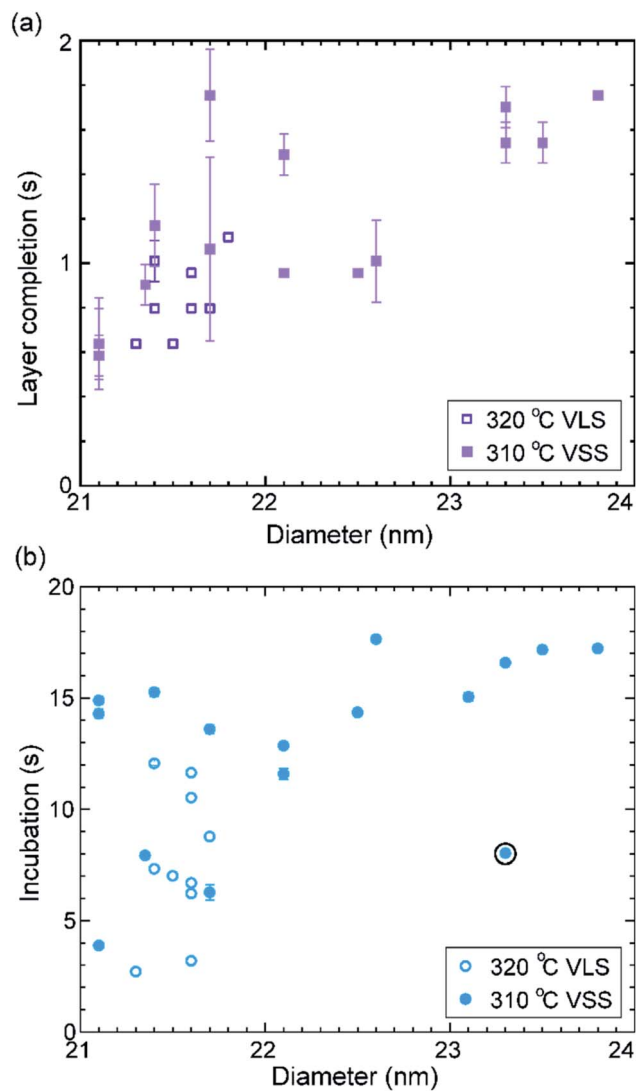 (a)
2
1
0
Layer completion (s)
320 °C VLS
310 °C VSS
21
22
23
24
Diameter (nm)
(b)
20
15
10
5
0
Incubation (s)
320 °C VLS
310 °C VSS
21
22
23
24
Diameter (nm)